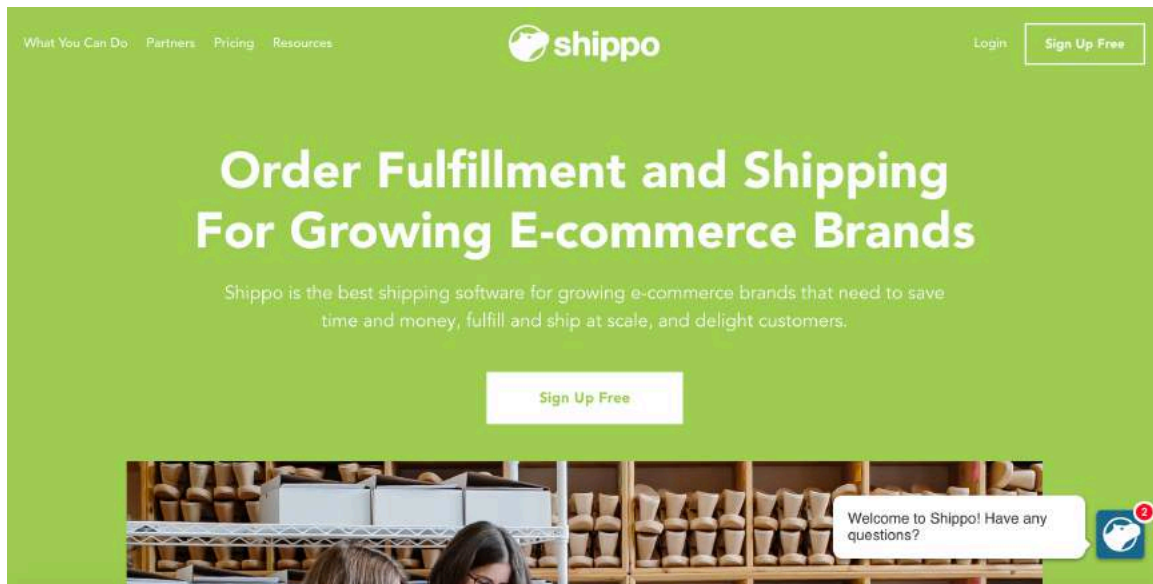 What You Can Do Partners Pricing Resources
shippo
Login Sign Up Free
Order Fulfillment and Shipping
For Growing E-commerce Brands
Shippo is the best shipping software for growing e-commerce brands that need to save
time and money, fulfill and ship at scale, and delight customers.
Sign Up Free
Welcome to Shippo! Have any
questions?
2